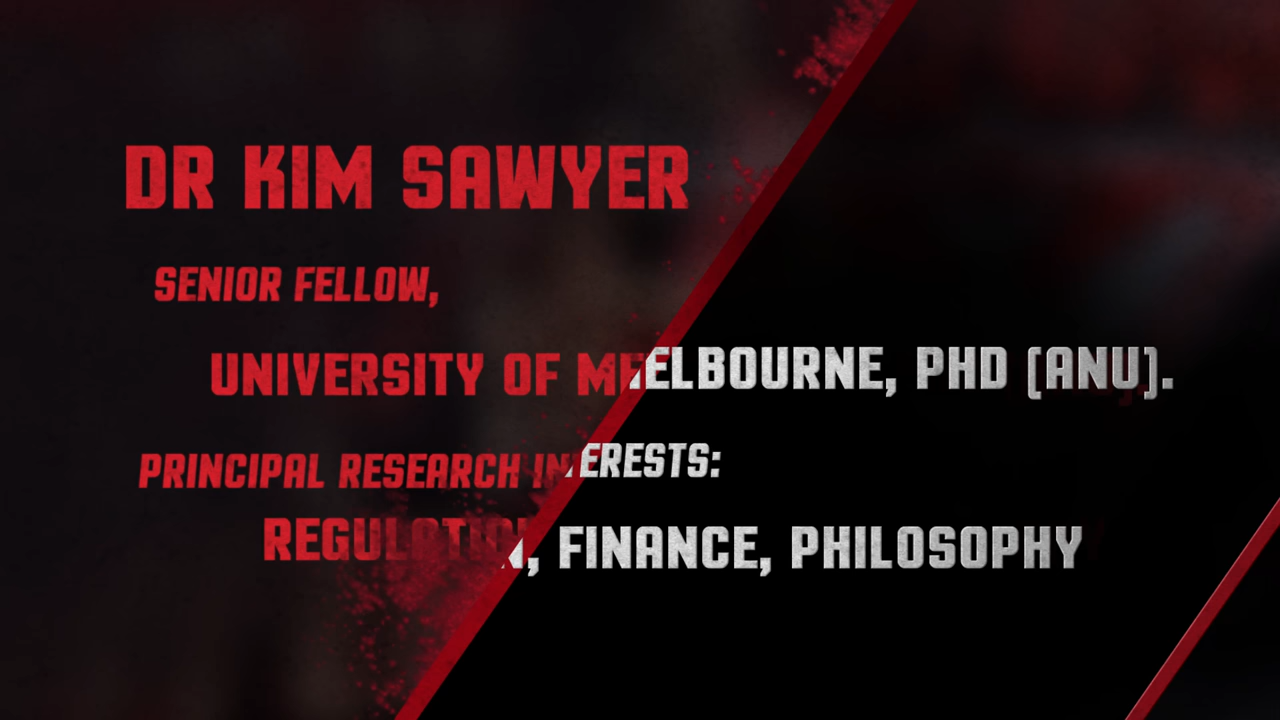 DR KIM SAWYER
SENIOR FELLOW,
UNIVERSITY OF MELBOURNE, PHD (ANU).
PRINCIPAL RESEARCH INTERESTS:
REGULATION, FINANCE, PHILOSOPHY